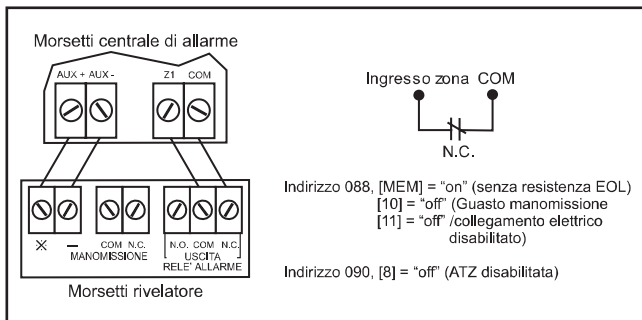 Morsetti centrale di allarme
AUX + AUX - Z1 COM
Ingresso zona COM
N.C.
Indirizzo 088, [MEM] = “on” (senza resistenza EOL)
[10] = “off” (Guasto manomissione
[11] = “off” /collegamento elettrico
disabilitato)
Indirizzo 090, [8] = “off” (ATZ disabilitata)
— COM N.C. N.O. COM N.C.
MANOMISSIONE USCITA
RELE’ ALLARME
Morsetti rivelatore